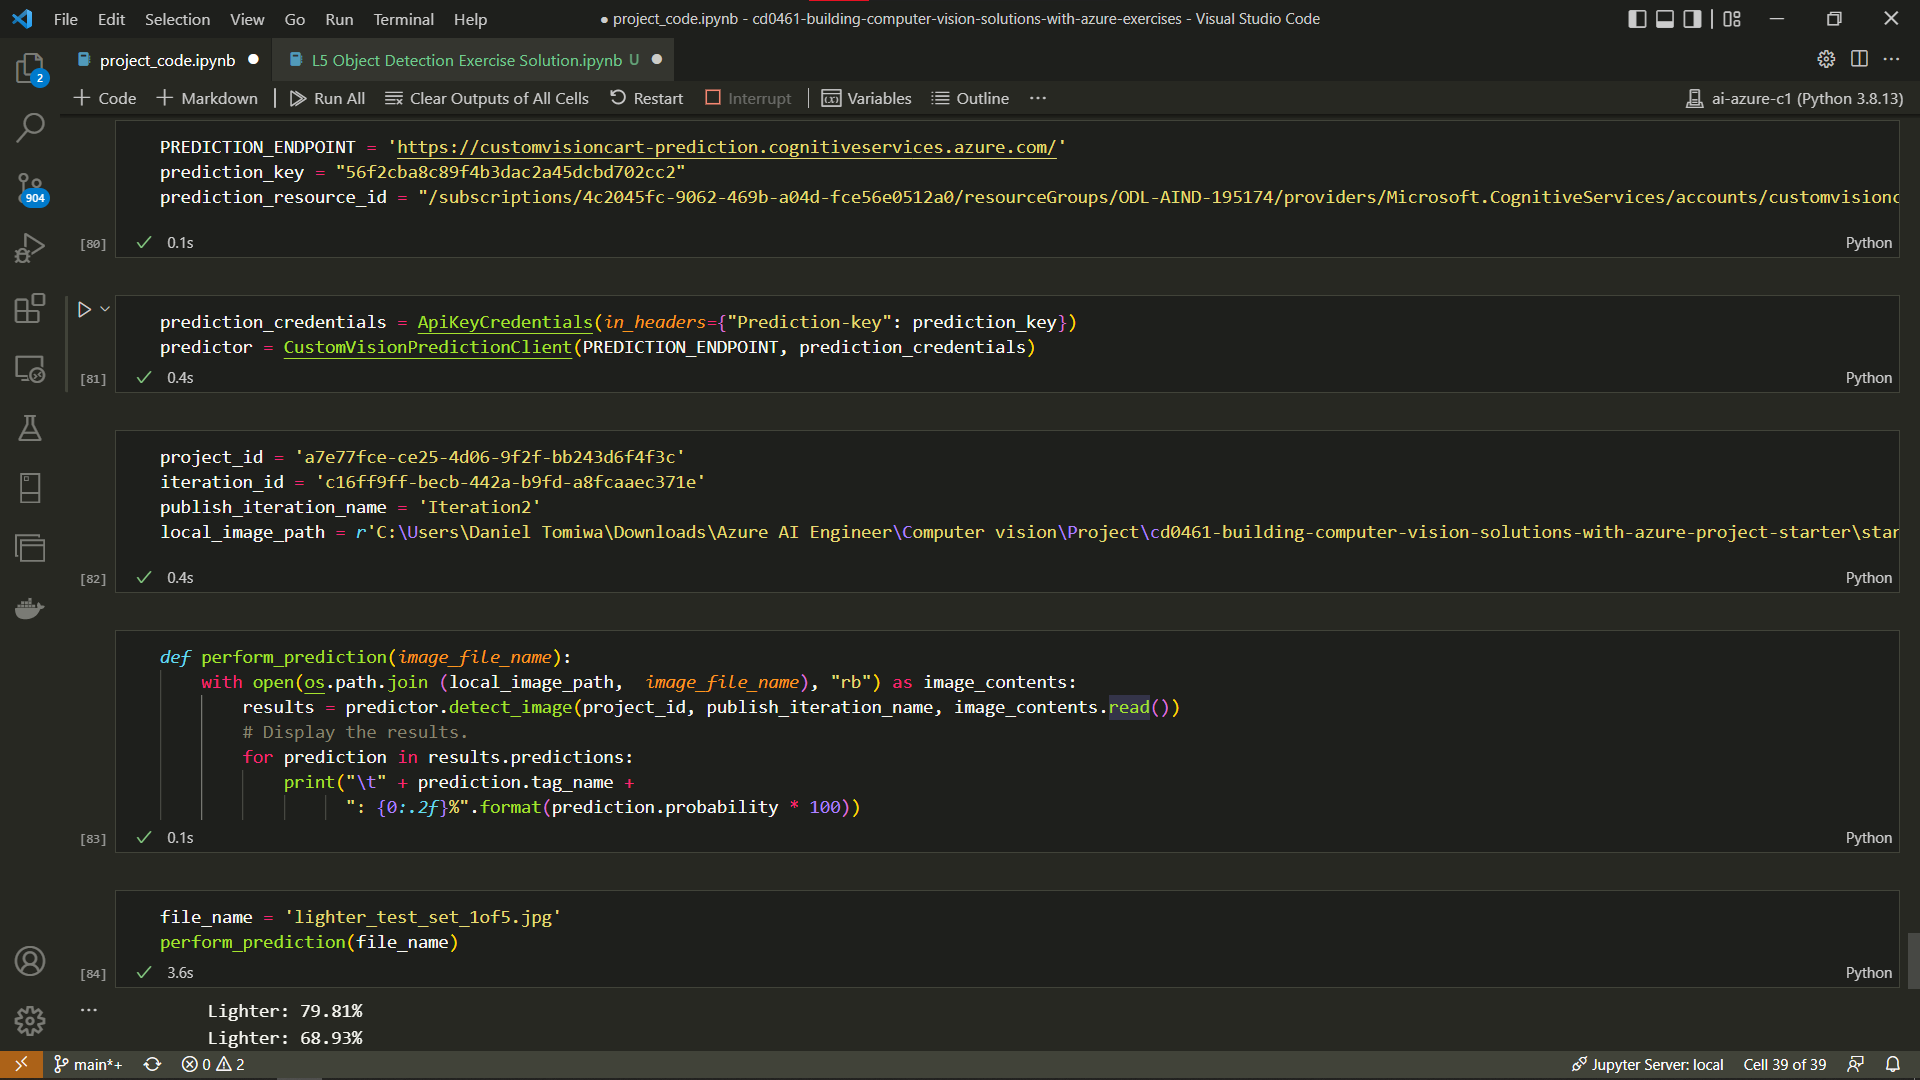 File Edit Selection View Go Run Terminal Help
● project_code.ipynb - cd0461-building-computer-vision-solutions-with-azure-exercises - Visual Studio Code
project_code.ipynb ●
L5 Object Detection Exercise Solution.ipynb U ●
+ Code + Markdown | Run All Clear Outputs of All Cells Restart Interrupt | Variables Outline ···
ai-azure-c1 (Python 3.8.13)
2
904
PREDICTION_ENDPOINT = 'https://customvisioncart-prediction.cognitiveservices.azure.com/'
prediction_key = "56f2cba8c89f4b3dac2a45dcbd702cc2"
prediction_resource_id = "/subscriptions/4c2045fc-9062-469b-a04d-fce56e0512a0/resourceGroups/ODL-AIND-195174/providers/Microsoft.CognitiveServices/accounts/customvisionc
[80] ✓ 0.1s Python
prediction_credentials = ApiKeyCredentials(in_headers={"Prediction-key": prediction_key})
predictor = CustomVisionPredictionClient(PREDICTION_ENDPOINT, prediction_credentials)
[81] ✓ 0.4s Python
project_id = 'a7e77fce-ce25-4d06-9f2f-bb243d6f4f3c'
iteration_id = 'c16ff9ff-becb-442a-b9fd-a8fcaaec371e'
publish_iteration_name = 'Iteration2'
local_image_path = r'C:\Users\Daniel Tomiwa\Downloads\Azure AI Engineer\Computer vision\Project\cd0461-building-computer-vision-solutions-with-azure-project-starter\star
[82] ✓ 0.4s Python
def perform_prediction(image_file_name):
with open(os.path.join (local_image_path,  image_file_name), "rb") as image_contents:
results = predictor.detect_image(project_id, publish_iteration_name, image_contents.read())
# Display the results.
for prediction in results.predictions:
print("\t" + prediction.tag_name +
": {0:.2f}%".format(prediction.probability * 100))
[83] ✓ 0.1s Python
file_name = 'lighter_test_set_1of5.jpg'
perform_prediction(file_name)
[84] ✓ 3.6s Python
··· Lighter: 79.81%
Lighter: 68.93%
main*+ 0 2
Jupyter Server: local Cell 39 of 39